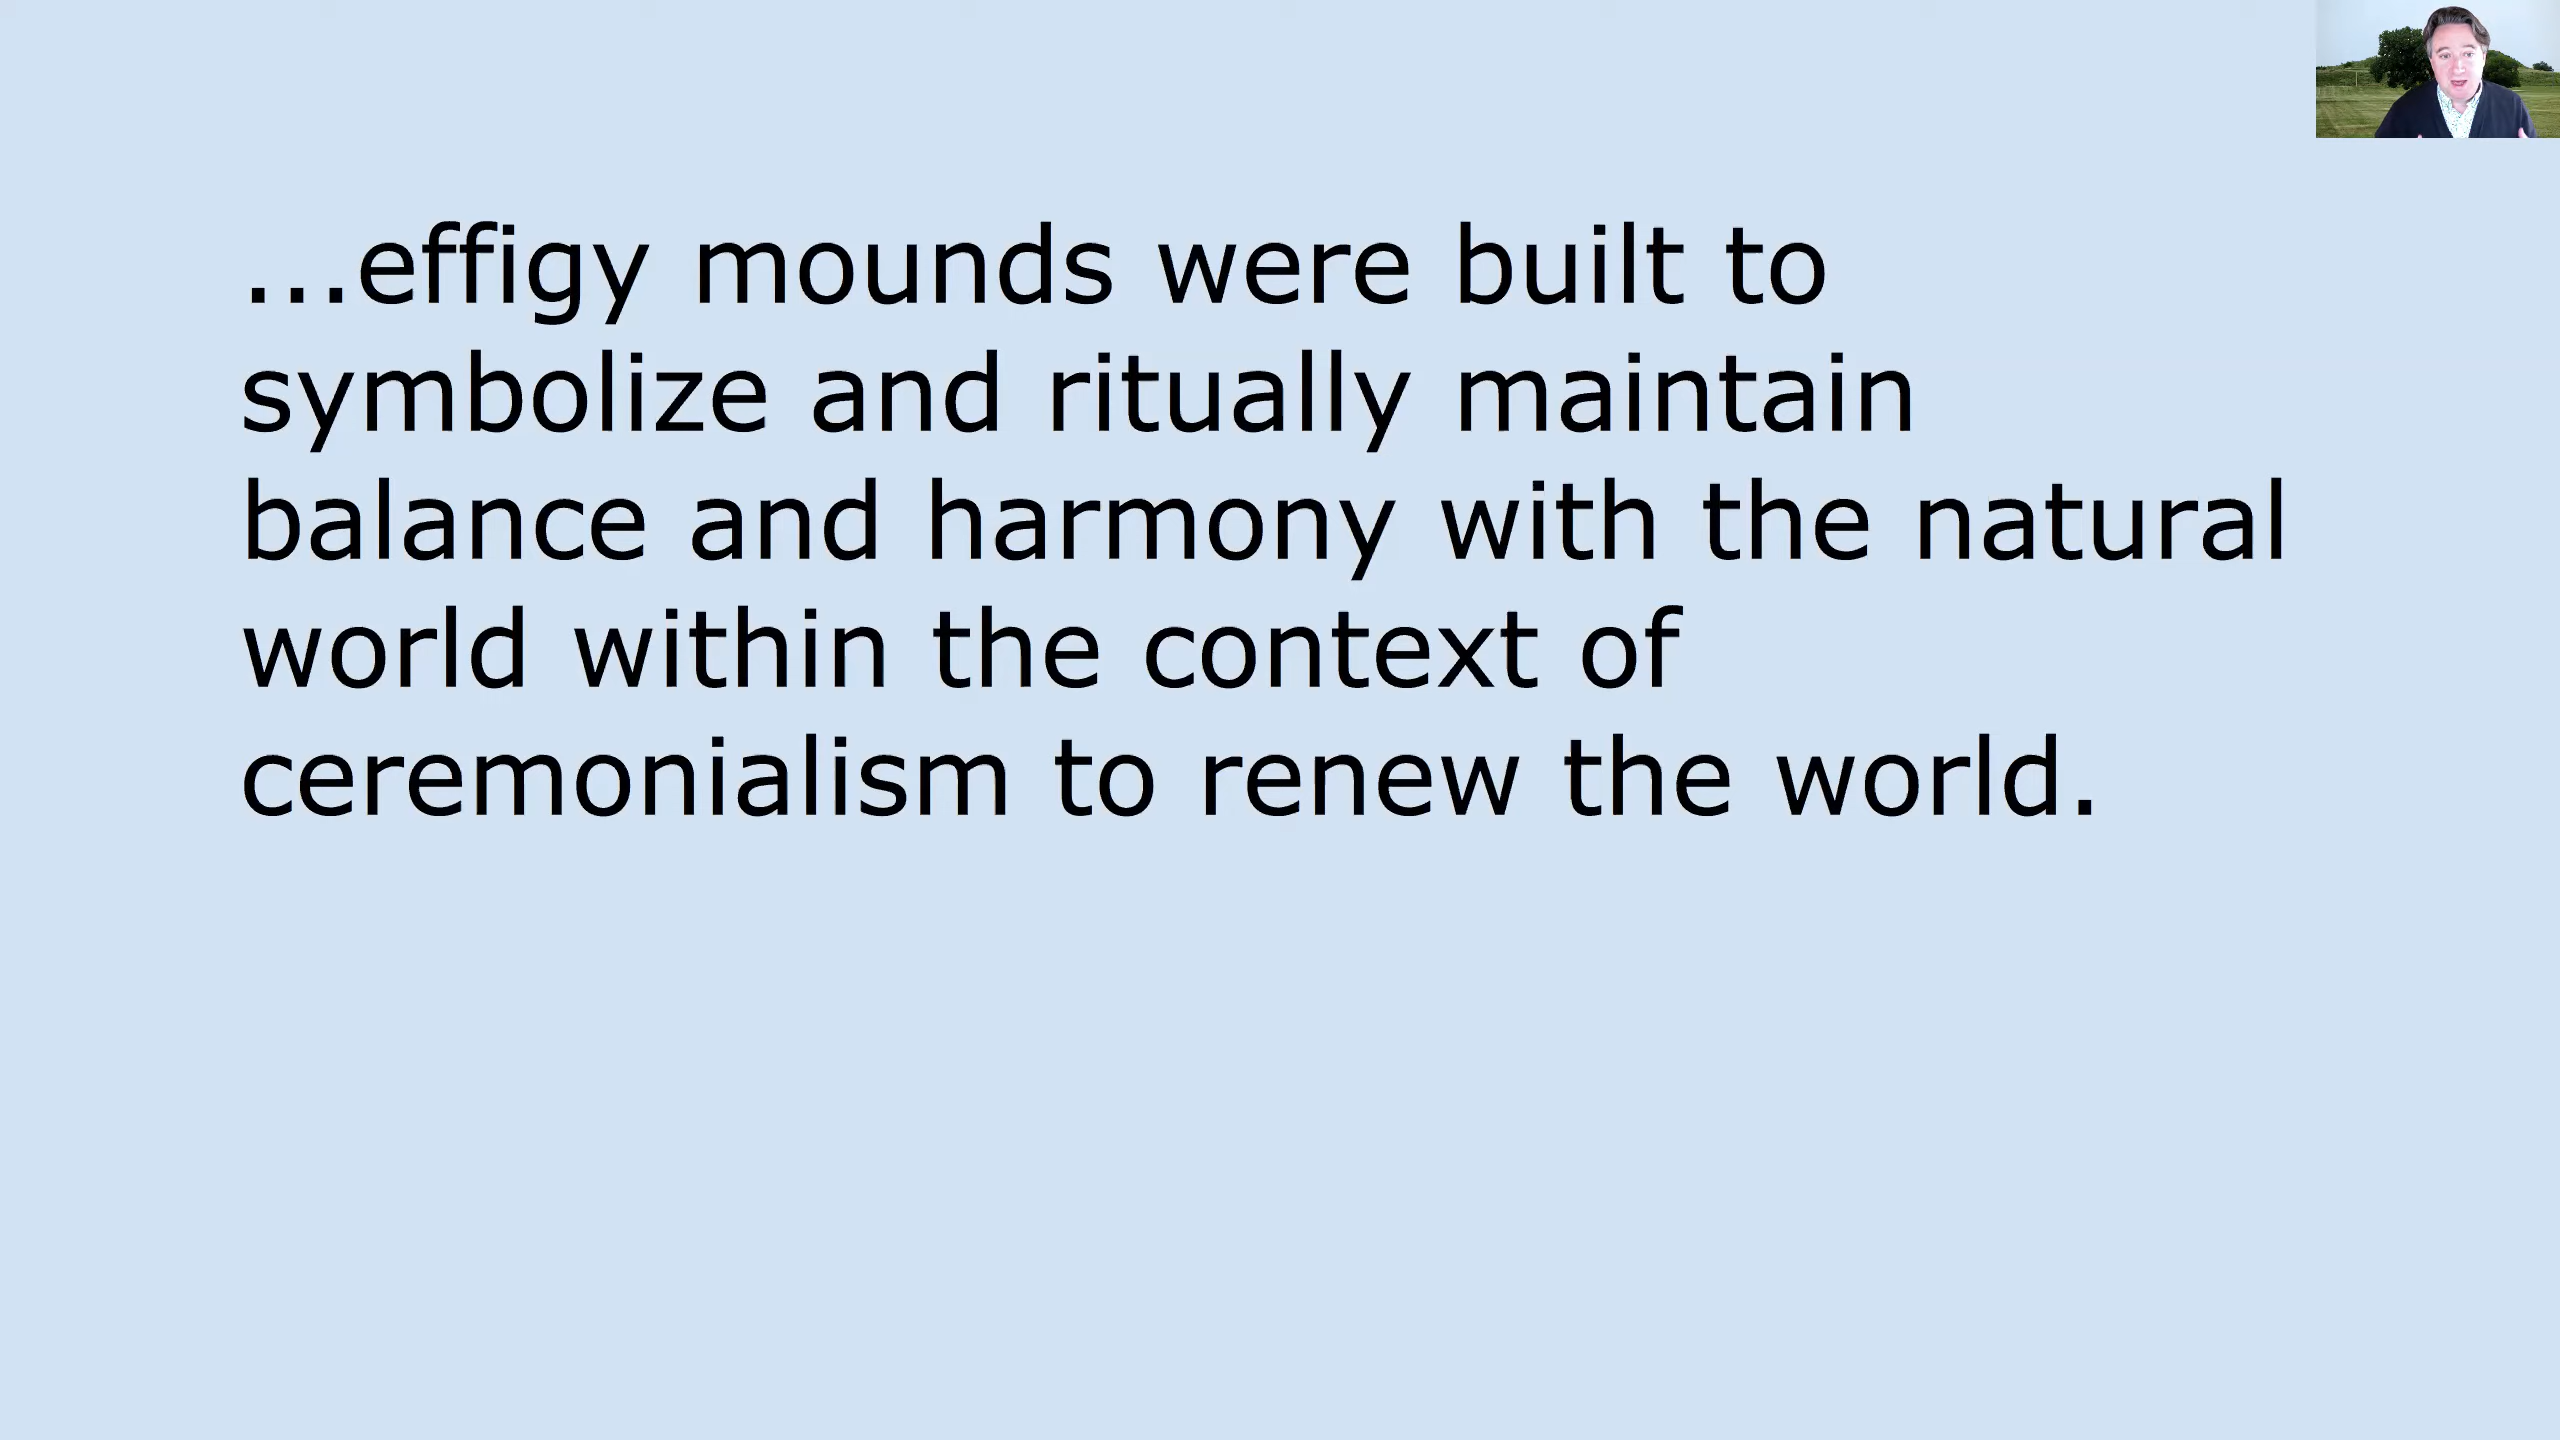 ...effigy mounds were built to
symbolize and ritually maintain
balance and harmony with the natural
world within the context of
ceremonialism to renew the world.